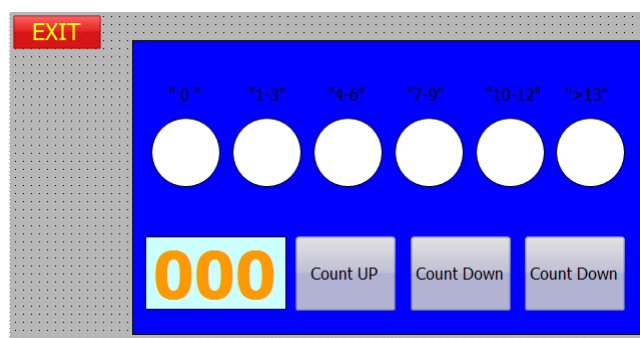 EXIT
" 0 " "1-3" "4-6" "7-9" "10-12" ">13"
000 Count UP Count Down Count Down